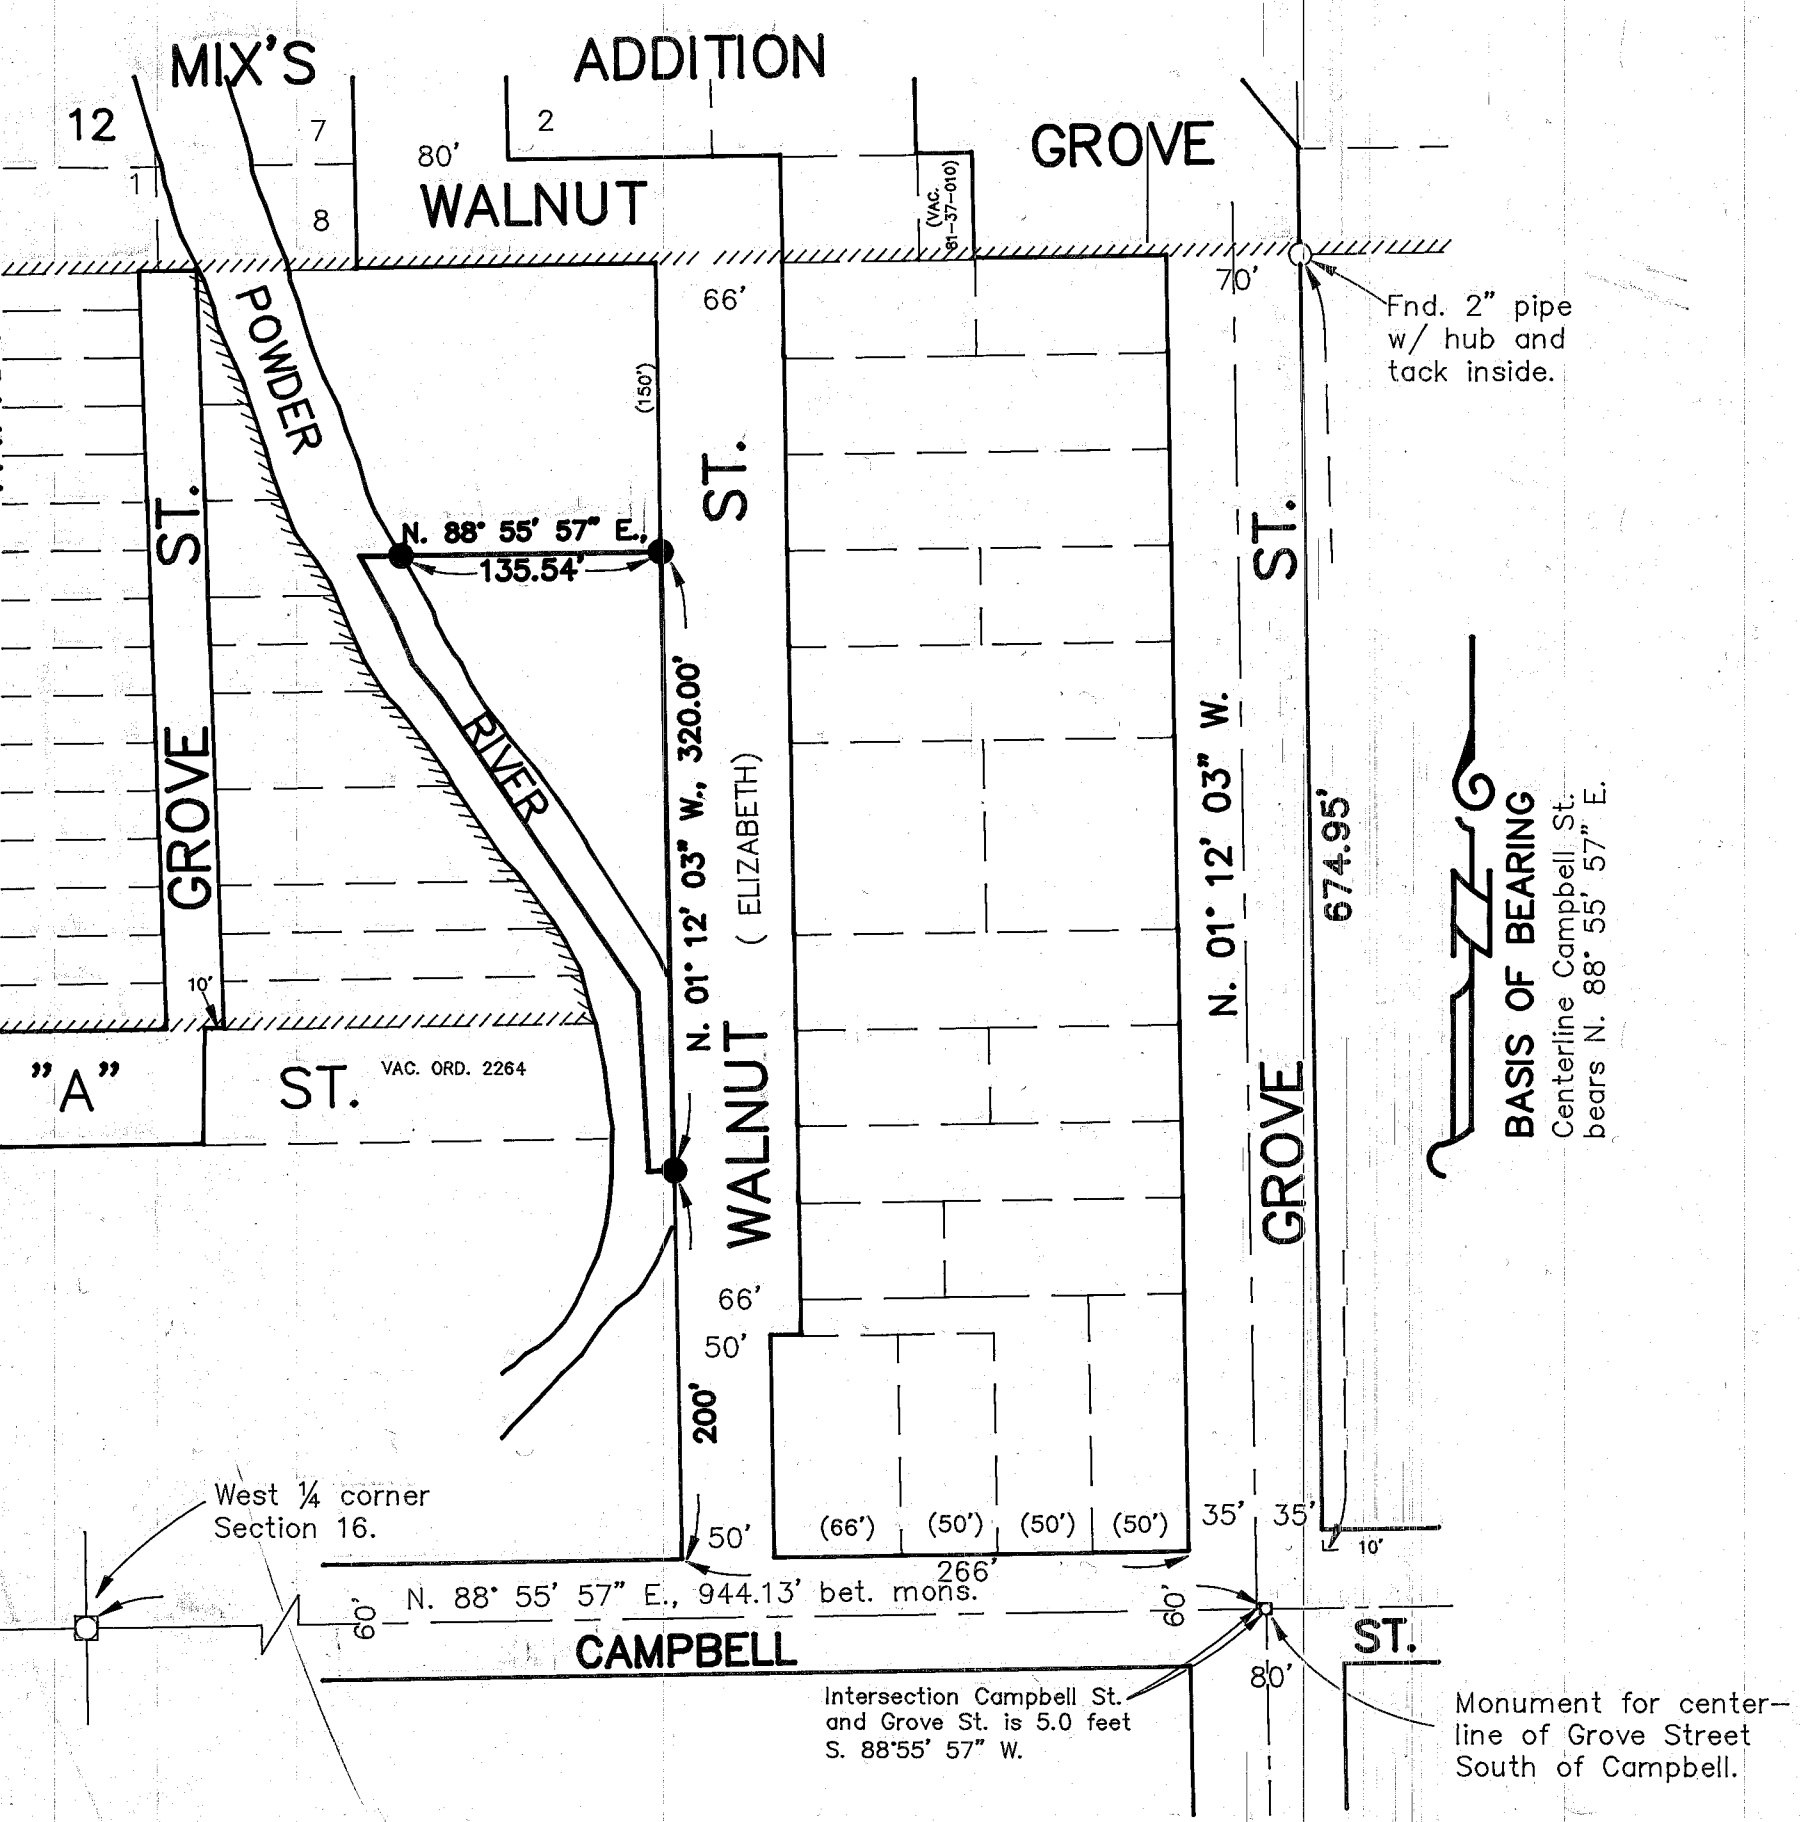 MIX'S ADDITION
12
7
2
GROVE
80'
1
WALNUT
8
(VAC.
81-37-010)
66'
70'
Fnd. 2" pipe
w/ hub and
tack inside.
POWDER
(150')
ST.
ST.
ST.
N. 88° 55' 57" E.,
135.54'
N. 01° 12' 03" W., 320.00'
RIVER
GROVE
( ELIZABETH)
N. 01° 12' 03" W.
674.95'
BASIS OF BEARING
Centerline Campbell St.
bears N. 88° 55' 57" E.
10'
"A" ST.
VAC. ORD. 2264
WALNUT
GROVE
66'
50'
200'
West ¼ corner
Section 16.
50'
(66') (50') (50') (50')
35' 35'
10'
266'
N. 88° 55' 57" E., 944.13' bet. mons.
60'
60'
CAMPBELL ST.
80'
Intersection Campbell St.
and Grove St. is 5.0 feet
S. 88°55' 57" W.
Monument for center-
line of Grove Street
South of Campbell.